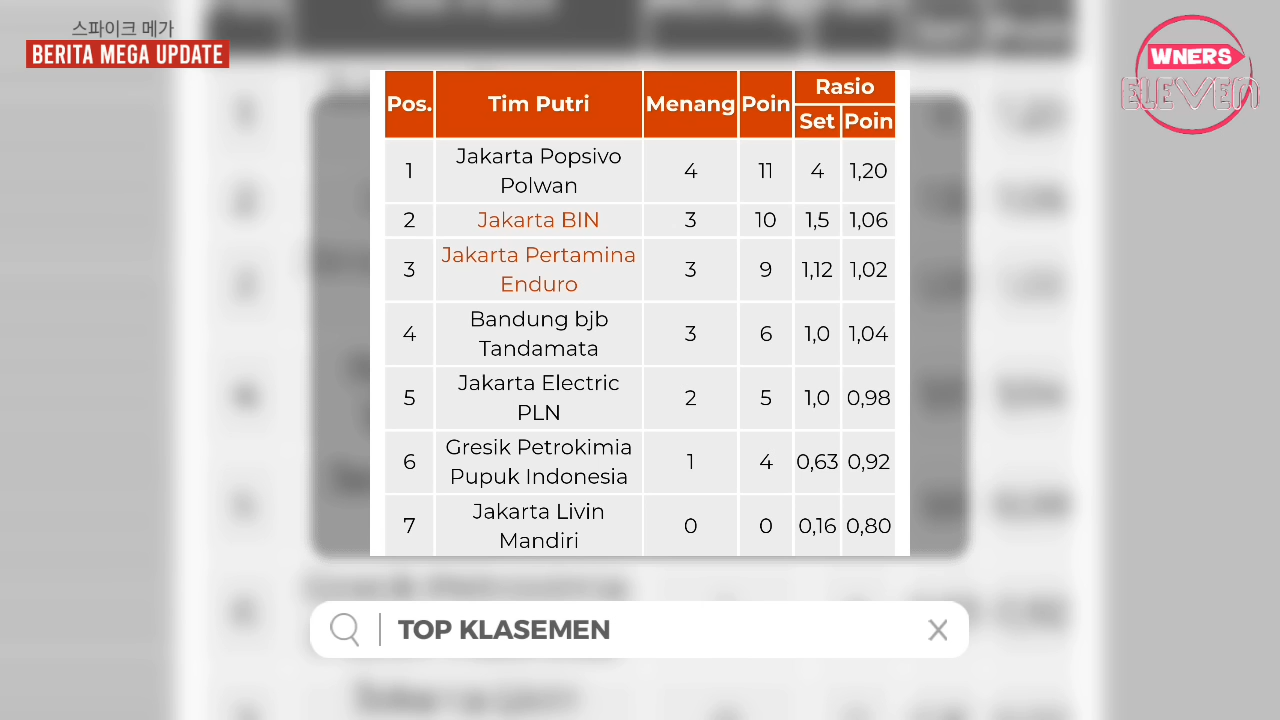 스파이크 메가
BERITA MEGA UPDATE
WNERS
ELEVEN
Pos. Tim Putri Menang Poin Rasio
Set Poin
1 Jakarta Popsivo Polwan 4 11 4 1,20
2 Jakarta BIN 3 10 1,5 1,06
3 Jakarta Pertamina Enduro 3 9 1,12 1,02
4 Bandung bjb Tandamata 3 6 1,0 1,04
5 Jakarta Electric PLN 2 5 1,0 0,98
6 Gresik Petrokimia Pupuk Indonesia 1 4 0,63 0,92
7 Jakarta Livin Mandiri 0 0 0,16 0,80
TOP KLASEMEN